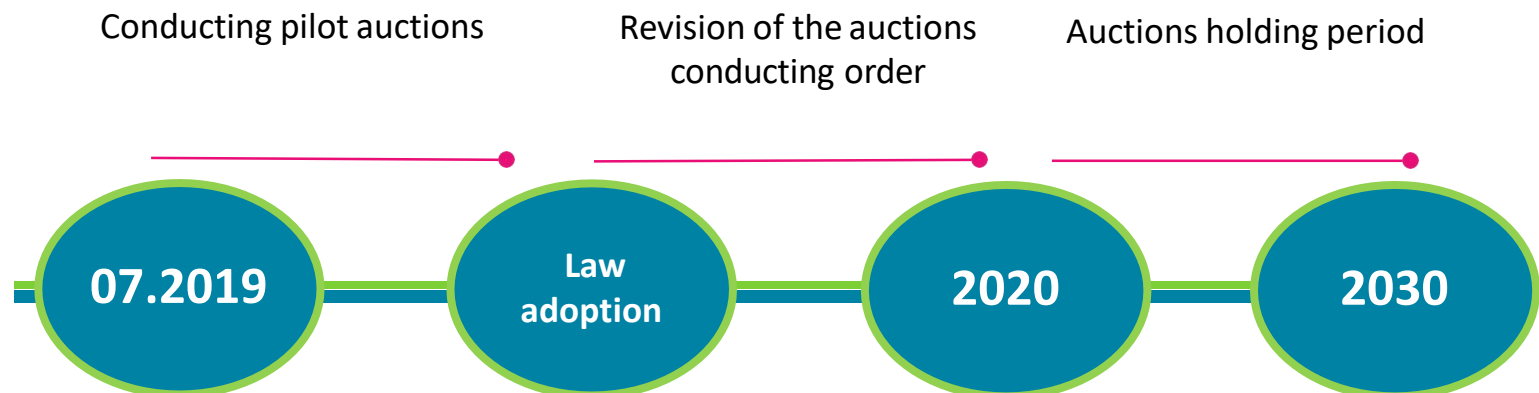 Conducting pilot auctions
Revision of the auctions
conducting order
Auctions holding period
07.2019
Law
adoption
2020
2030